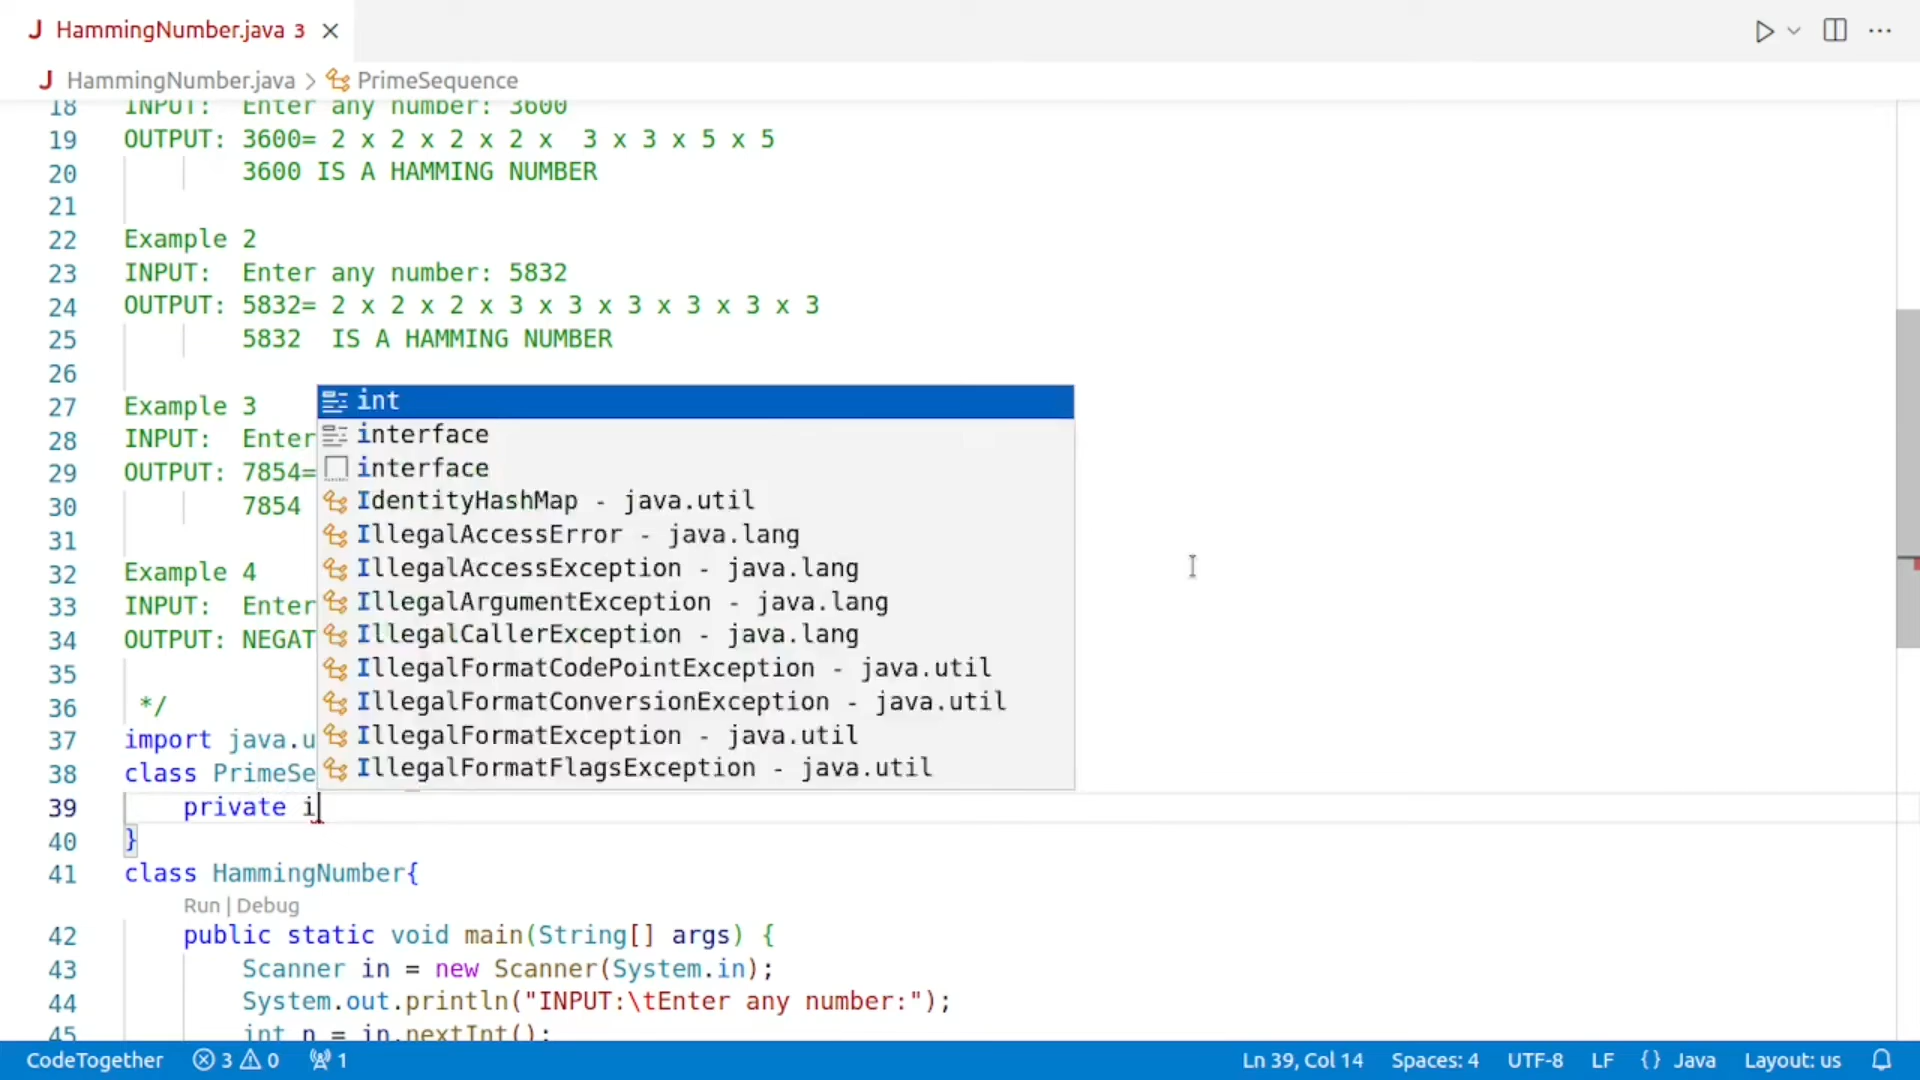 J HammingNumber.java 3
J HammingNumber.java > PrimeSequence
18 INPUT:  Enter any number: 3600
19 OUTPUT: 3600= 2 x 2 x 2 x 2 x  3 x 3 x 5 x 5
20         3600 IS A HAMMING NUMBER
21
22 Example 2
23 INPUT:  Enter any number: 5832
24 OUTPUT: 5832= 2 x 2 x 2 x 3 x 3 x 3 x 3 x 3 x 3
25         5832  IS A HAMMING NUMBER
26
27 Example 3
28 INPUT:  Enter
29 OUTPUT: 7854=
30         7854
31
32 Example 4
33 INPUT:  Enter
34 OUTPUT: NEGAT
35
36  */
37 import java.u
38 class PrimeSe
int
interface
interface
IdentityHashMap - java.util
IllegalAccessError - java.lang
IllegalAccessException - java.lang
IllegalArgumentException - java.lang
IllegalCallerException - java.lang
IllegalFormatCodePointException - java.util
IllegalFormatConversionException - java.util
IllegalFormatException - java.util
IllegalFormatFlagsException - java.util
39     private i
40 }
41 class HammingNumber{
Run | Debug
42     public static void main(String[] args) {
43         Scanner in = new Scanner(System.in);
44         System.out.println("INPUT:\tEnter any number:");
45         int n = in.nextInt();
CodeTogether 3 0 1 Ln 39, Col 14 Spaces: 4 UTF-8 LF {} Java Layout: us